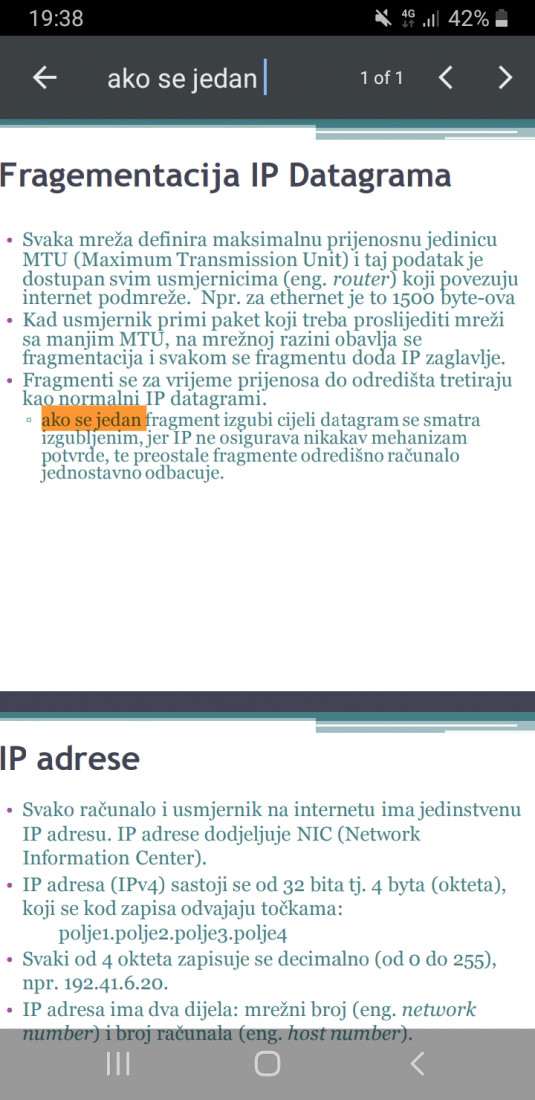 19:38
4G
42%
ako se jedan
1 of 1
Fragementacija IP Datagrama
• Svaka mreža definira maksimalnu prijenosnu jedinicu
MTU (Maximum Transmission Unit) i taj podatak je
dostupan svim usmjernicima (eng. router) koji povezuju
internet podmreže. Npr. za ethernet je to 1500 byte-ova
• Kad usmjernik primi paket koji treba proslijediti mreži
sa manjim MTU, na mrežnoj razini obavlja se
fragmentacija i svakom se fragmentu doda IP zaglavlje.
• Fragmenti se za vrijeme prijenosa do odredišta tretiraju
kao normalni IP datagrami.
▫ ako se jedan fragment izgubi cijeli datagram se smatra
izgubljenim, jer IP ne osigurava nikakav mehanizam
potvrde, te preostale fragmente odredišno računalo
jednostavno odbacuje.
IP adrese
• Svako računalo i usmjernik na internetu ima jedinstvenu
IP adresu. IP adrese dodjeljuje NIC (Network
Information Center).
• IP adresa (IPv4) sastoji se od 32 bita tj. 4 byta (okteta),
koji se kod zapisa odvajaju točkama:
polje1.polje2.polje3.polje4
• Svaki od 4 okteta zapisuje se decimalno (od 0 do 255),
npr. 192.41.6.20.
• IP adresa ima dva dijela: mrežni broj (eng. network
number) i broj računala (eng. host number).